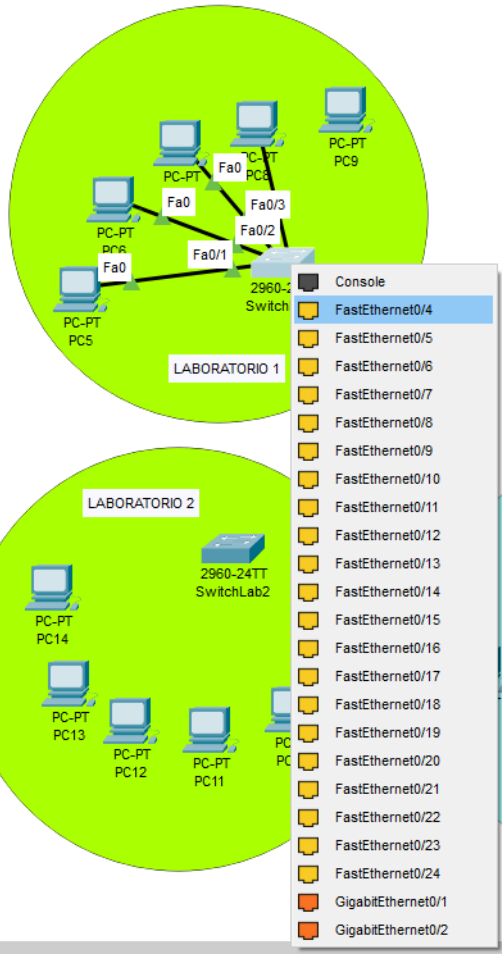 PC-PT
PC9
PC-PT
PC8
PC-PT
Fa0
Fa0
Fa0/3
PC-PT
PC6
Fa0/2
Fa0/1
Fa0
2960-2
Switch
PC-PT
PC5
LABORATORIO 1
Console
FastEthernet0/4
FastEthernet0/5
FastEthernet0/6
FastEthernet0/7
FastEthernet0/8
FastEthernet0/9
FastEthernet0/10
FastEthernet0/11
FastEthernet0/12
FastEthernet0/13
FastEthernet0/14
FastEthernet0/15
FastEthernet0/16
FastEthernet0/17
FastEthernet0/18
FastEthernet0/19
FastEthernet0/20
FastEthernet0/21
FastEthernet0/22
FastEthernet0/23
FastEthernet0/24
GigabitEthernet0/1
GigabitEthernet0/2
LABORATORIO 2
2960-24TT
SwitchLab2
PC-PT
PC14
PC-PT
PC13
PC-PT
PC12
PC-PT
PC11
PC
PC